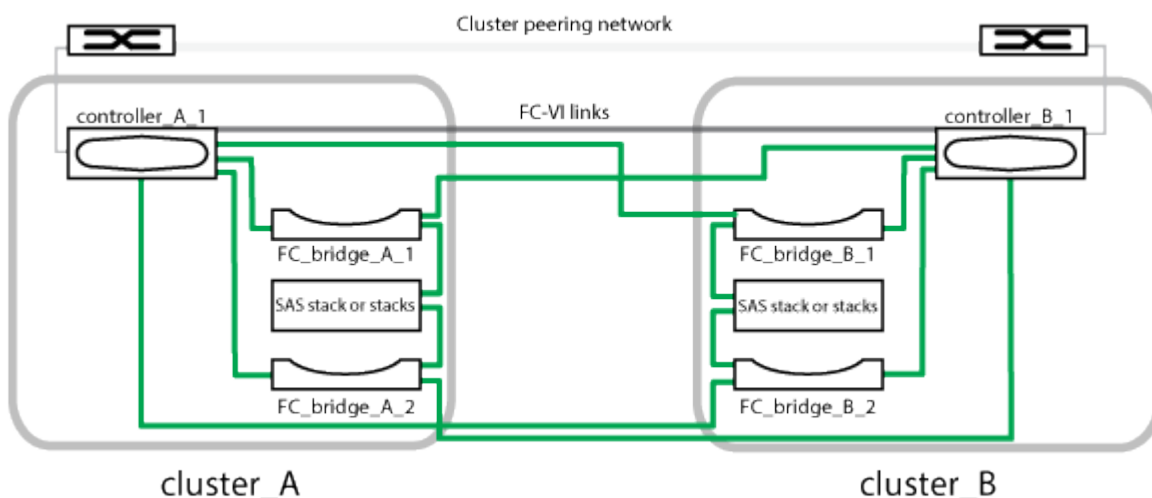 Cluster peering network
controller_A_1
FC-VI links
controller_B_1
FC_bridge_A_1
FC_bridge_B_1
SAS stack or stacks
SAS stack or stacks
FC_bridge_A_2
FC_bridge_B_2
cluster_A
cluster_B